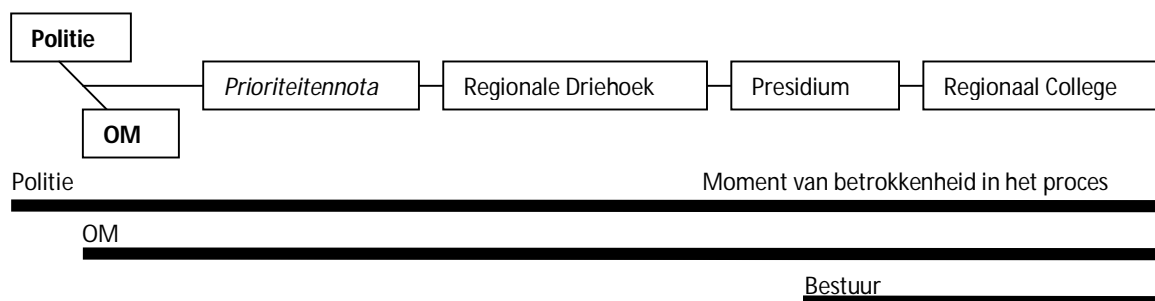 Politie
Prioriteitennota
Regionale Driehoek
Presidium
Regionaal College
OM
Politie
Moment van betrokkenheid in het proces
OM
Bestuur